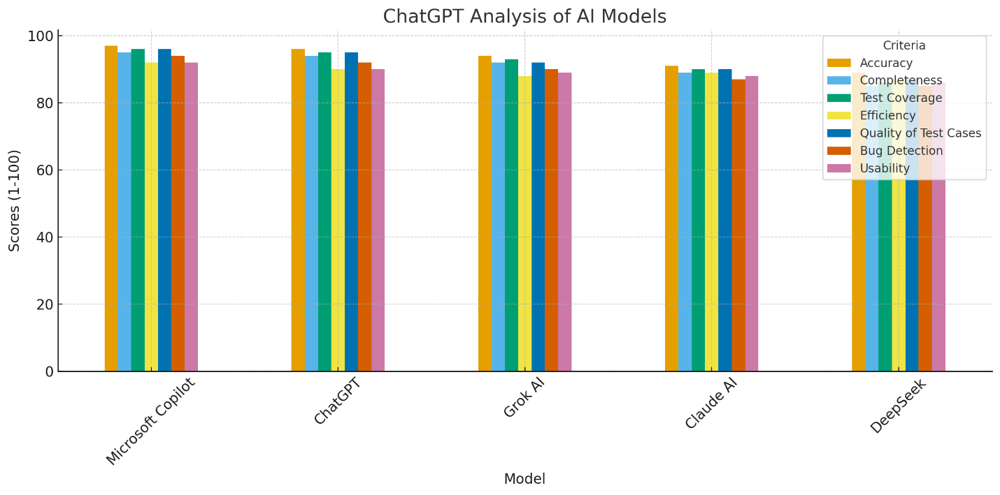 ChatGPT Analysis of AI Models
Scores (1-100)
100
80
60
40
20
0
Criteria
Accuracy
Completeness
Test Coverage
Efficiency
Quality of Test Cases
Bug Detection
Usability
Microsoft Copilot
ChatGPT
Grok AI
Claude AI
DeepSeek
Model